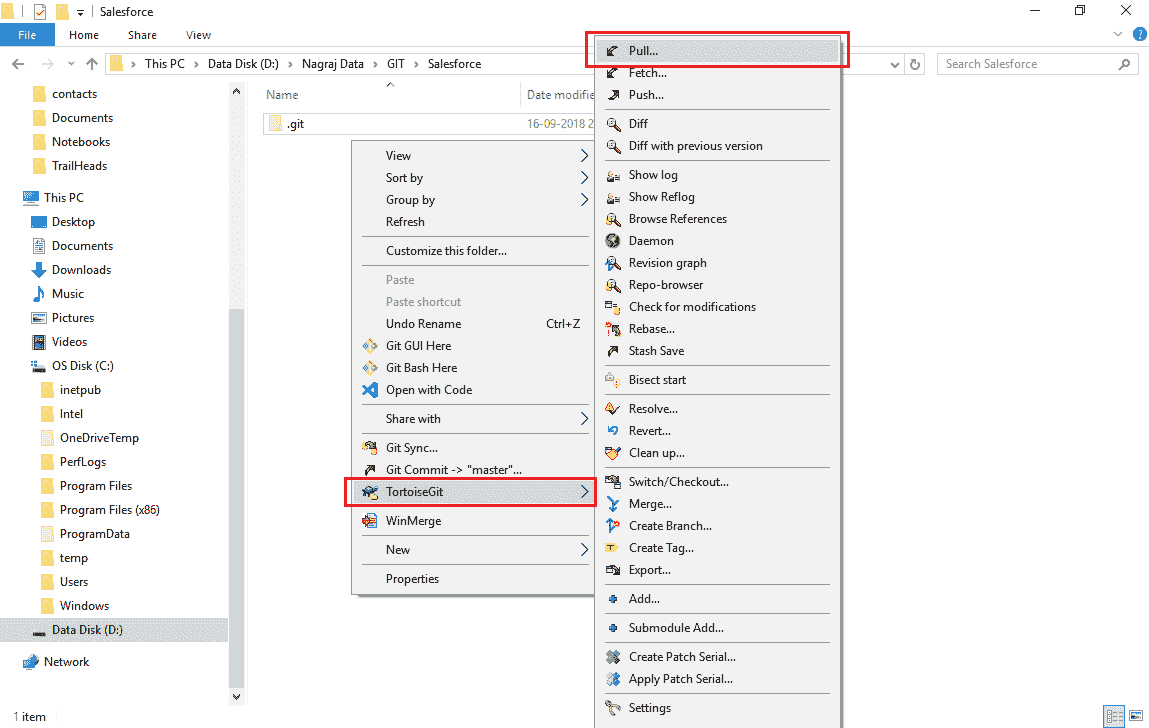 Salesforce
File Home Share View
This PC Data Disk (D:) Nagraj Data GIT Salesforce
Search Salesforce
contacts
Documents
Notebooks
TrailHeads
This PC
Desktop
Documents
Downloads
Music
Pictures
Videos
OS Disk (C:)
inetpub
Intel
OneDriveTemp
PerfLogs
Program Files
Program Files (x86)
ProgramData
temp
Users
Windows
Data Disk (D:)
Network
Name Date modifie
.git 16-09-2018 2
View
Sort by
Group by
Refresh
Customize this folder...
Paste
Paste shortcut
Undo Rename Ctrl+Z
Git GUI Here
Git Bash Here
Open with Code
Share with
Git Sync...
Git Commit -> "master"...
TortoiseGit
WinMerge
New
Properties
Pull...
Fetch...
Push...
Diff
Diff with previous version
Show log
Show Reflog
Browse References
Daemon
Revision graph
Repo-browser
Check for modifications
Rebase...
Stash Save
Bisect start
Resolve...
Revert...
Clean up...
Switch/Checkout...
Merge...
Create Branch...
Create Tag...
Export...
Add...
Submodule Add...
Create Patch Serial...
Apply Patch Serial...
Settings
1 item